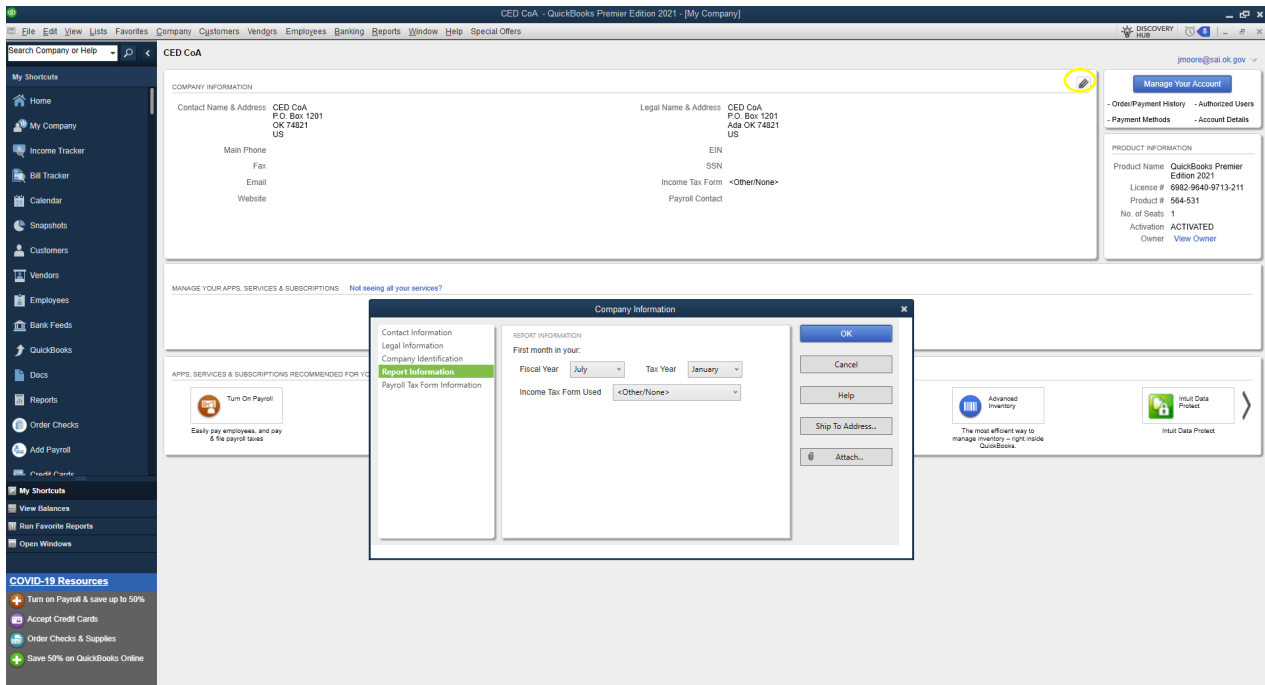 CED CoA - QuickBooks Premier Edition 2021 - [My Company]
File Edit View Lists Favorites Company Customers Vendors Employees Banking Reports Window Help Special Offers
DISCOVERY HUB 8
Search Company or Help
CED CoA
jmoore@sai.ok.gov
My Shortcuts
Home
My Company
Income Tracker
Bill Tracker
Calendar
Snapshots
Customers
Vendors
Employees
Bank Feeds
QuickBooks
Docs
Reports
Order Checks
Add Payroll
Credit Cards
My Shortcuts
View Balances
Run Favorite Reports
Open Windows
COVID-19 Resources
Turn on Payroll & save up to 50%
Accept Credit Cards
Order Checks & Supplies
Save 50% on QuickBooks Online
COMPANY INFORMATION
Contact Name & Address CED CoA
P.O. Box 1201
OK 74821
US
Main Phone
Fax
Email
Website
Legal Name & Address CED CoA
P.O. Box 1201
Ada OK 74821
US
EIN
SSN
Income Tax Form <Other/None>
Payroll Contact
Manage Your Account
- Order/Payment History - Authorized Users
- Payment Methods - Account Details
PRODUCT INFORMATION
Product Name QuickBooks Premier
Edition 2021
License # 6982-9640-9713-211
Product # 564-531
No. of Seats 1
Activation ACTIVATED
Owner View Owner
MANAGE YOUR APPS, SERVICES & SUBSCRIPTIONS Not seeing all your services?
APPS, SERVICES & SUBSCRIPTIONS RECOMMENDED FOR YO
Turn On Payroll
Easily pay employees, and pay
& file payroll taxes
Company Information
Contact Information
Legal Information
Company Identification
Report Information
Payroll Tax Form Information
REPORT INFORMATION
First month in your:
Fiscal Year July Tax Year January
Income Tax Form Used <Other/None>
OK
Cancel
Help
Ship To Address...
Attach...
Advanced
Inventory
The most efficient way to
manage inventory – right inside
QuickBooks.
Intuit Data
Protect
Intuit Data Protect